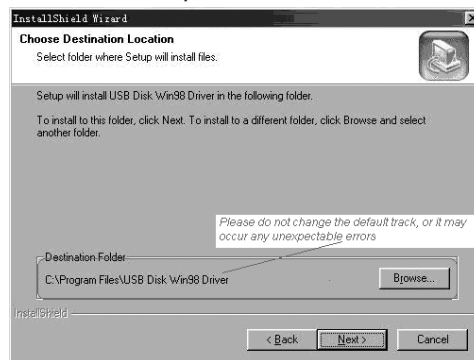 InstallShield Wizard
Choose Destination Location
Select folder where Setup will install files.
Setup will install USB Disk Win98 Driver in the following folder.
To install to this folder, click Next. To install to a different folder, click Browse and select
another folder.
Please do not change the default track, or it may
occur any unexpectable errors
Destination Folder
C:\Program Files\USB Disk Win98 Driver
Browse...
InstallShield
< Back
Next >
Cancel